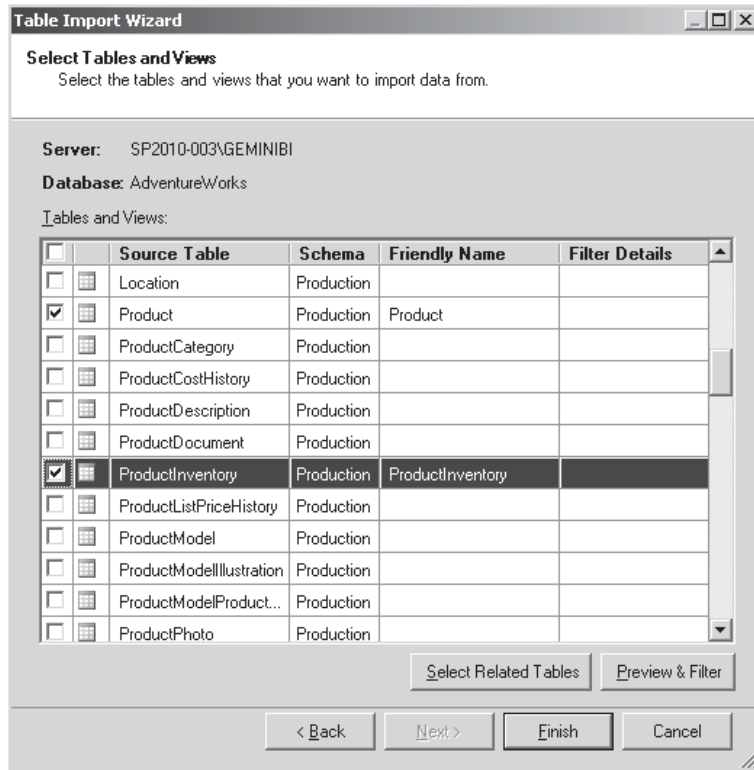 Table Import Wizard
Select Tables and Views
Select the tables and views that you want to import data from.
Server: SP2010-003\GEMINIBI
Database: AdventureWorks
Tables and Views:
Source Table Schema Friendly Name Filter Details
Location Production
Product Production Product
ProductCategory Production
ProductCostHistory Production
ProductDescription Production
ProductDocument Production
ProductInventory Production ProductInventory
ProductListPriceHistory Production
ProductModel Production
ProductModelIllustration Production
ProductModelProduct... Production
ProductPhoto Production
Select Related Tables Preview & Filter
< Back Next > Finish Cancel